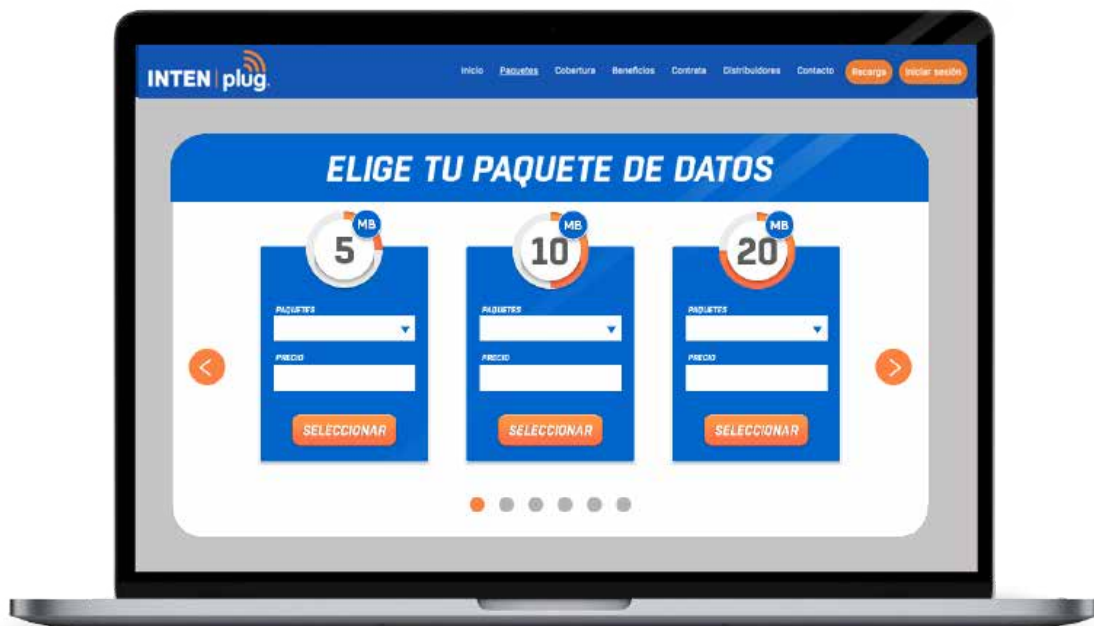 INTEN | plug
Inicio Paquetes Cobertura Beneficios Contrata Distribuidores Contacto Recarga Iniciar sesión
ELIGE TU PAQUETE DE DATOS
5 MB
PAQUETES
PRECIO
SELECCIONAR
10 MB
PAQUETES
PRECIO
SELECCIONAR
20 MB
PAQUETES
PRECIO
SELECCIONAR